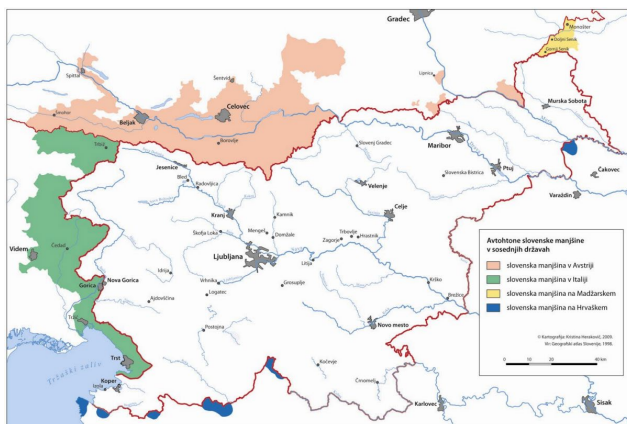 Gradec
Monošter
Dolnji Senik
Gornji Senik
Spittal
Šentvid
Lipnica
Celovec
Beljak
Murska Sobota
Borovlje
Trbiž
Maribor
Slovenj Gradec
Jesenice
Bled
Radovljica
Ptuj
Čakovec
Velenje
Slovenska Bistrica
Varaždin
Kranj
Kamnik
Celje
Škofja Loka
Mengeš
Domžale
Trbovlje
Zagorje
Hrastnik
Videm
Čedad
Ljubljana
Idrija
Litija
Vrhnika
Nova Gorica
Gorica
Logatec
Grosuplje
Krško
Ajdovščina
Brežice
Tržič
Postojna
Novo mesto
Tržaški zaliv
Trst
Koper
Izola
Kočevje
Črnomelj
Karlovec
Sisak
Avtohtone slovenske manjšine
v sosednjih državah
slovenska manjšina v Avstriji
slovenska manjšina v Italiji
slovenska manjšina na Madžarskem
slovenska manjšina na Hrvaškem
© Kartografija: Kristina Hersković, 2009.
Vir: Geografski atlas Slovenije, 1998.
0 10 20 40 km